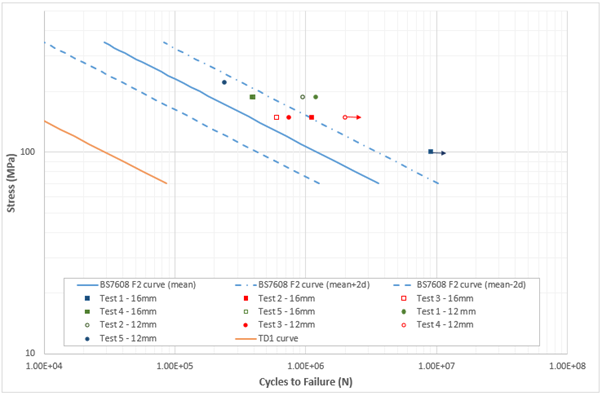 Stress (MPa)
100
10
1.00E+04 1.00E+05 1.00E+06 1.00E+07 1.00E+08
Cycles to Failure (N)
BS7608 F2 curve (mean) BS7608 F2 curve (mean+2d) BS7608 F2 curve (mean-2d)
Test 1 - 16mm Test 2 - 16mm Test 3 - 16mm
Test 4 - 16mm Test 5 - 16mm Test 1 - 12 mm
Test 2 - 12mm Test 3 - 12mm Test 4 - 12mm
Test 5 - 12mm TD1 curve